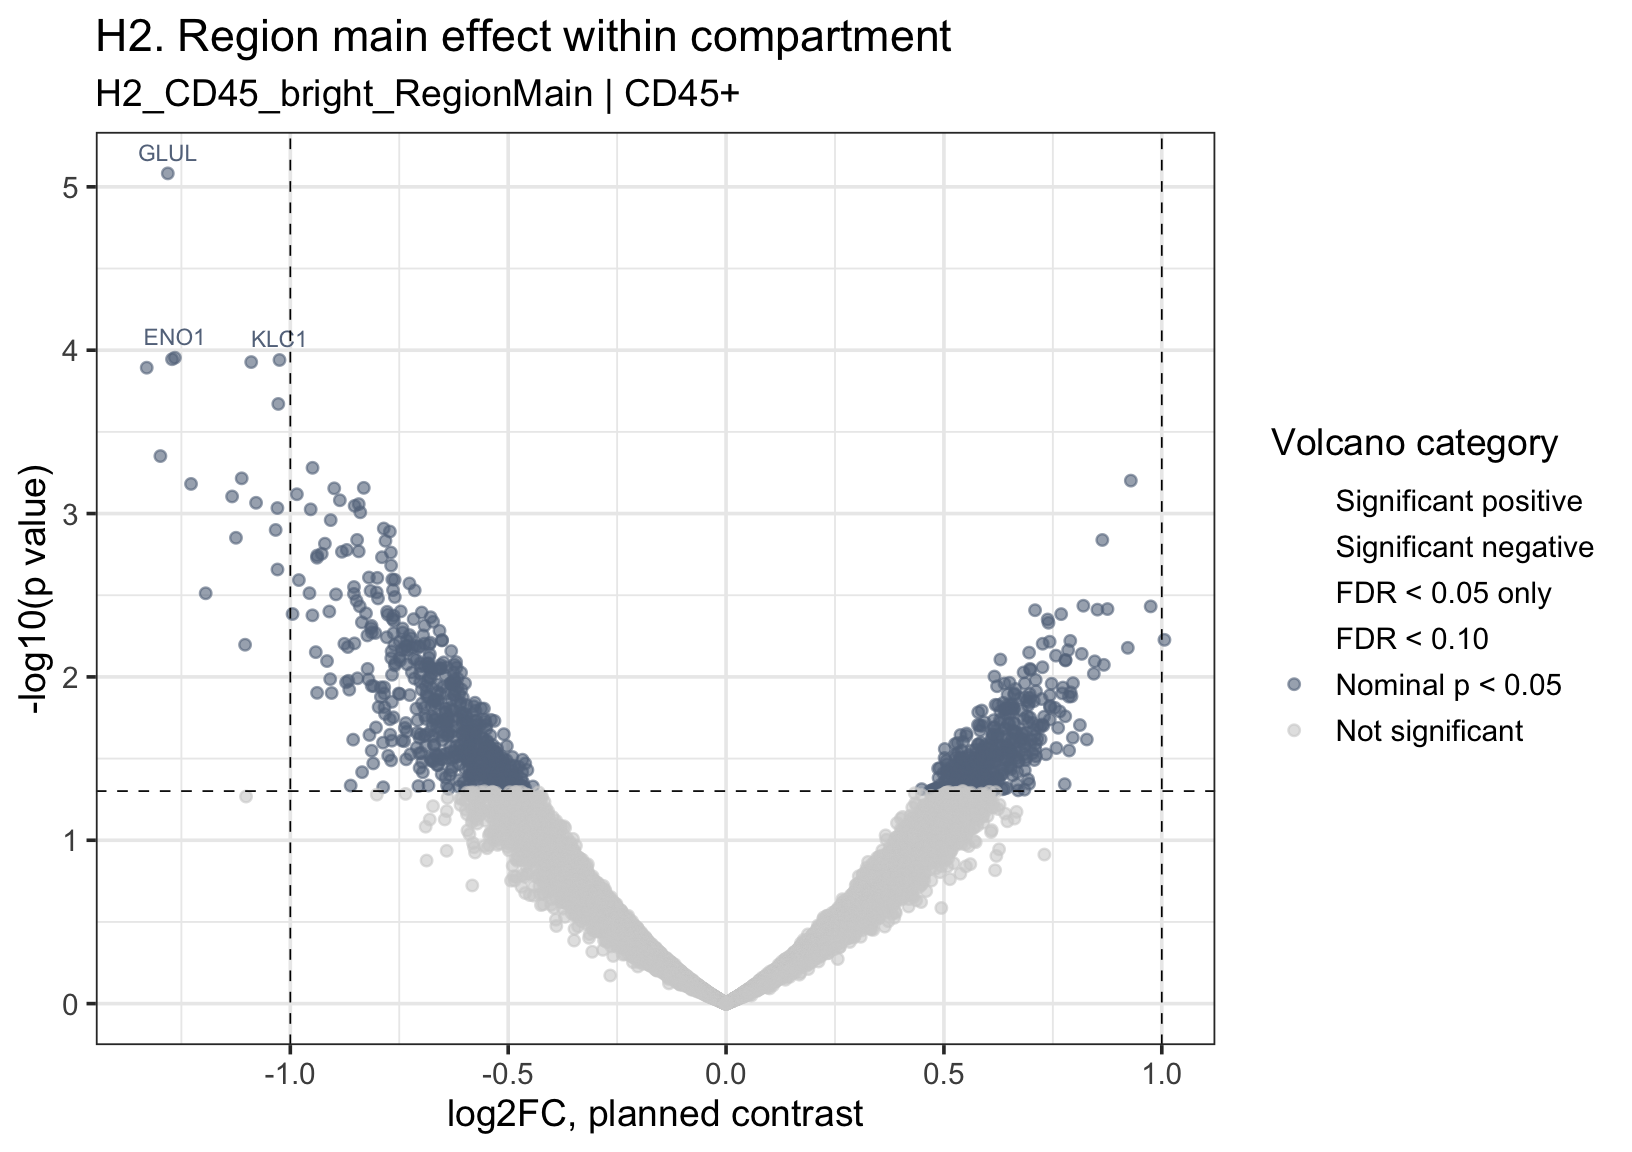 H2. Region main effect within compartment
H2_CD45_bright_RegionMain | CD45+
GLUL
ENO1
KLC1
5
4
3
2
1
0
-log10(p value)
-1.0
-0.5
0.0
0.5
1.0
log2FC, planned contrast
Volcano category
Significant positive
Significant negative
FDR < 0.05 only
FDR < 0.10
Nominal p < 0.05
Not significant